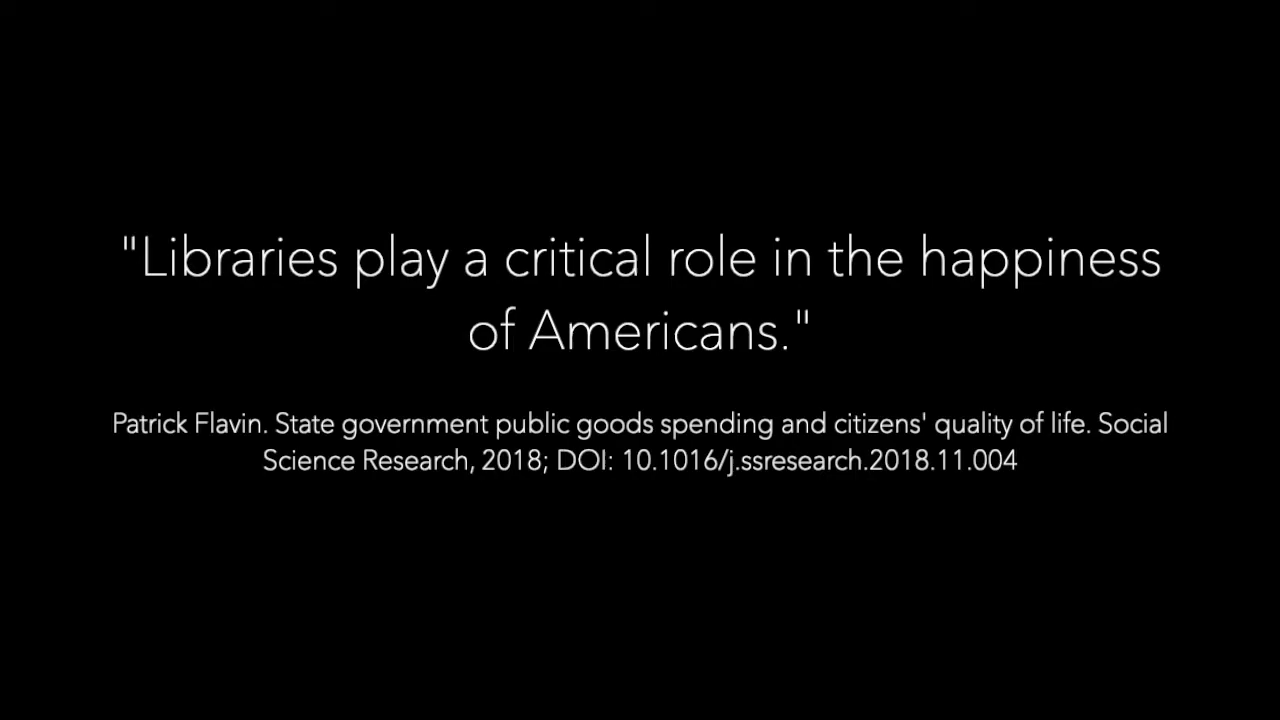 "Libraries play a critical role in the happiness
of Americans."
Patrick Flavin. State government public goods spending and citizens' quality of life. Social
Science Research, 2018; DOI: 10.1016/j.ssresearch.2018.11.004